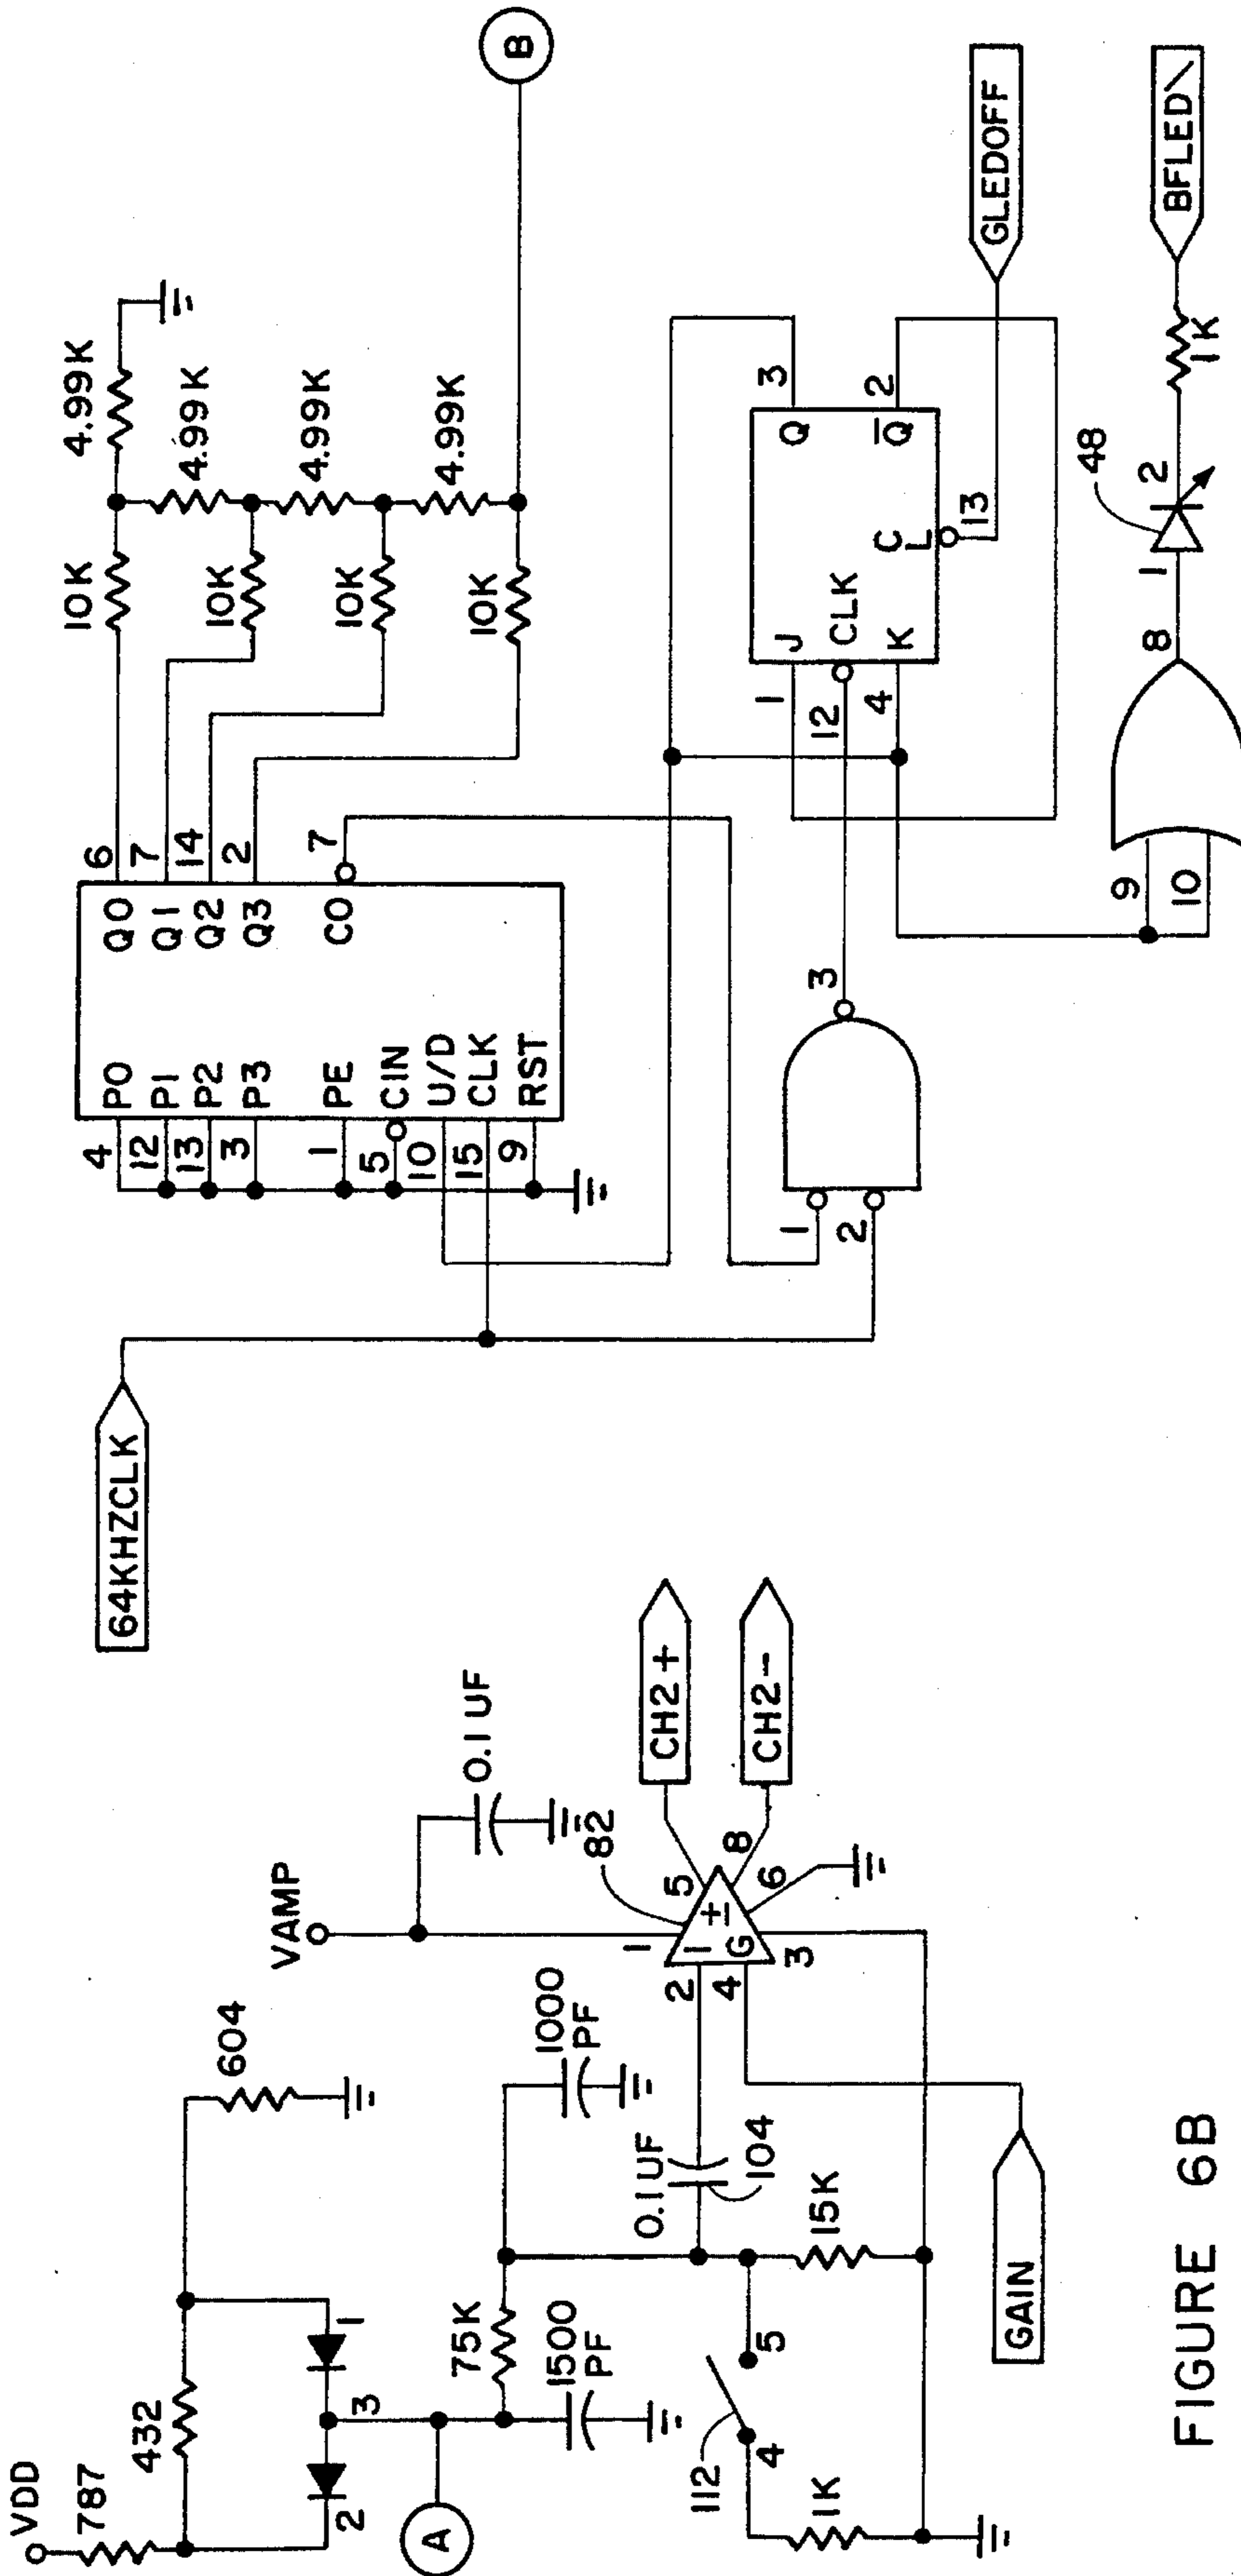 VDD
787
432
604
1
2
3
A
VAMP
0.1 UF
75K
1500
PF
1000
PF
0.1 UF
104
82
1
2
4
I
G
+
−
3
5
8
6
CH2+
CH2−
112
4
5
1K
15K
GAIN
64KHZCLK
4 P0 Q0 6
12 P1 Q1 7
13 P2 Q2 14
3 P3 Q3 2
1 PE CO 7
5 CIN
10 U/D
15 CLK
9 RST
10K 4.99K
4.99K
10K
4.99K
10K
4.99K
10K
B
1
2
3
1 J Q 3
12 CLK
4 K Q 2
C
L
13
GLEDOFF
9
10
8
1
2
48
1K
BFLED\
FIGURE 6B